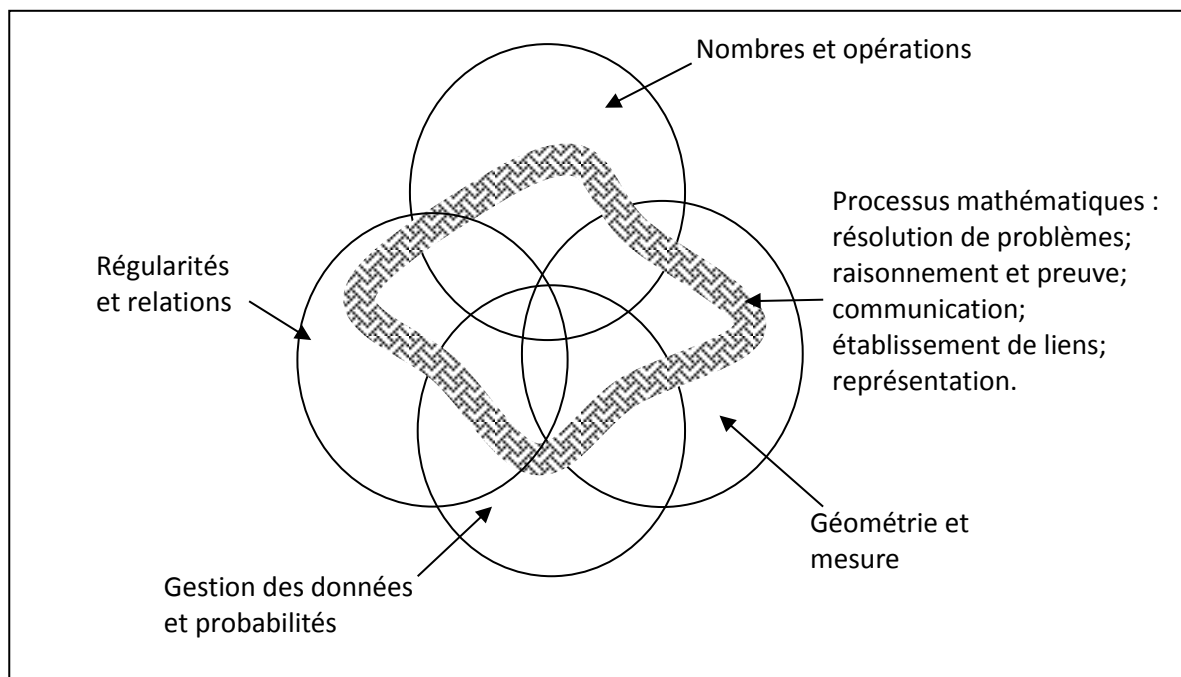 Nombres et opérations
Processus mathématiques :
résolution de problèmes;
raisonnement et preuve;
communication;
établissement de liens;
représentation.
Régularités
et relations
Géométrie et
mesure
Gestion des données
et probabilités